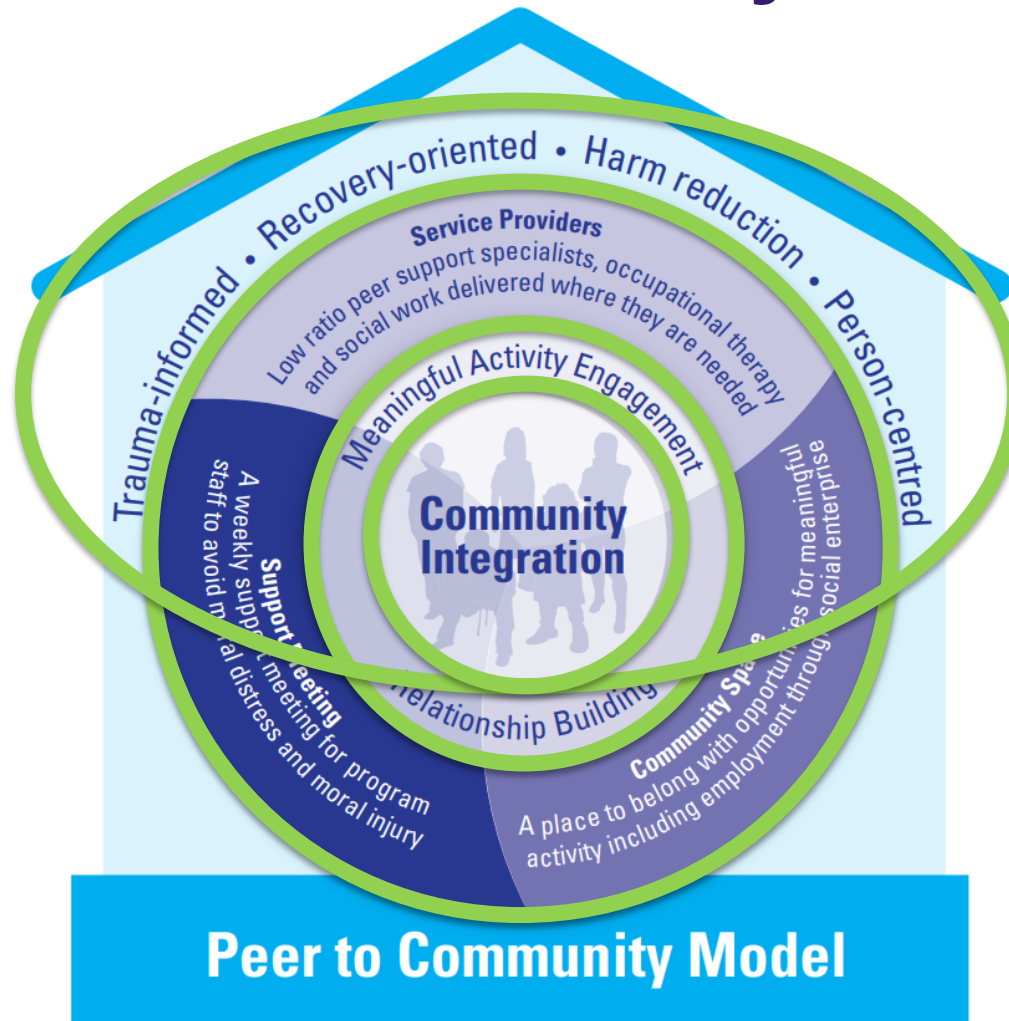 Trauma-informed • Recovery-oriented • Harm reduction • Person-centred
Service Providers
Low ratio peer support specialists, occupational therapy
and social work delivered where they are needed
Meaningful Activity Engagement
Community
Integration
Relationship Building
Support Meeting
A weekly support meeting for program
staff to avoid moral distress and moral injury
Community Space
A place to belong with opportunities for meaningful
activity including employment through social enterprise
Peer to Community Model